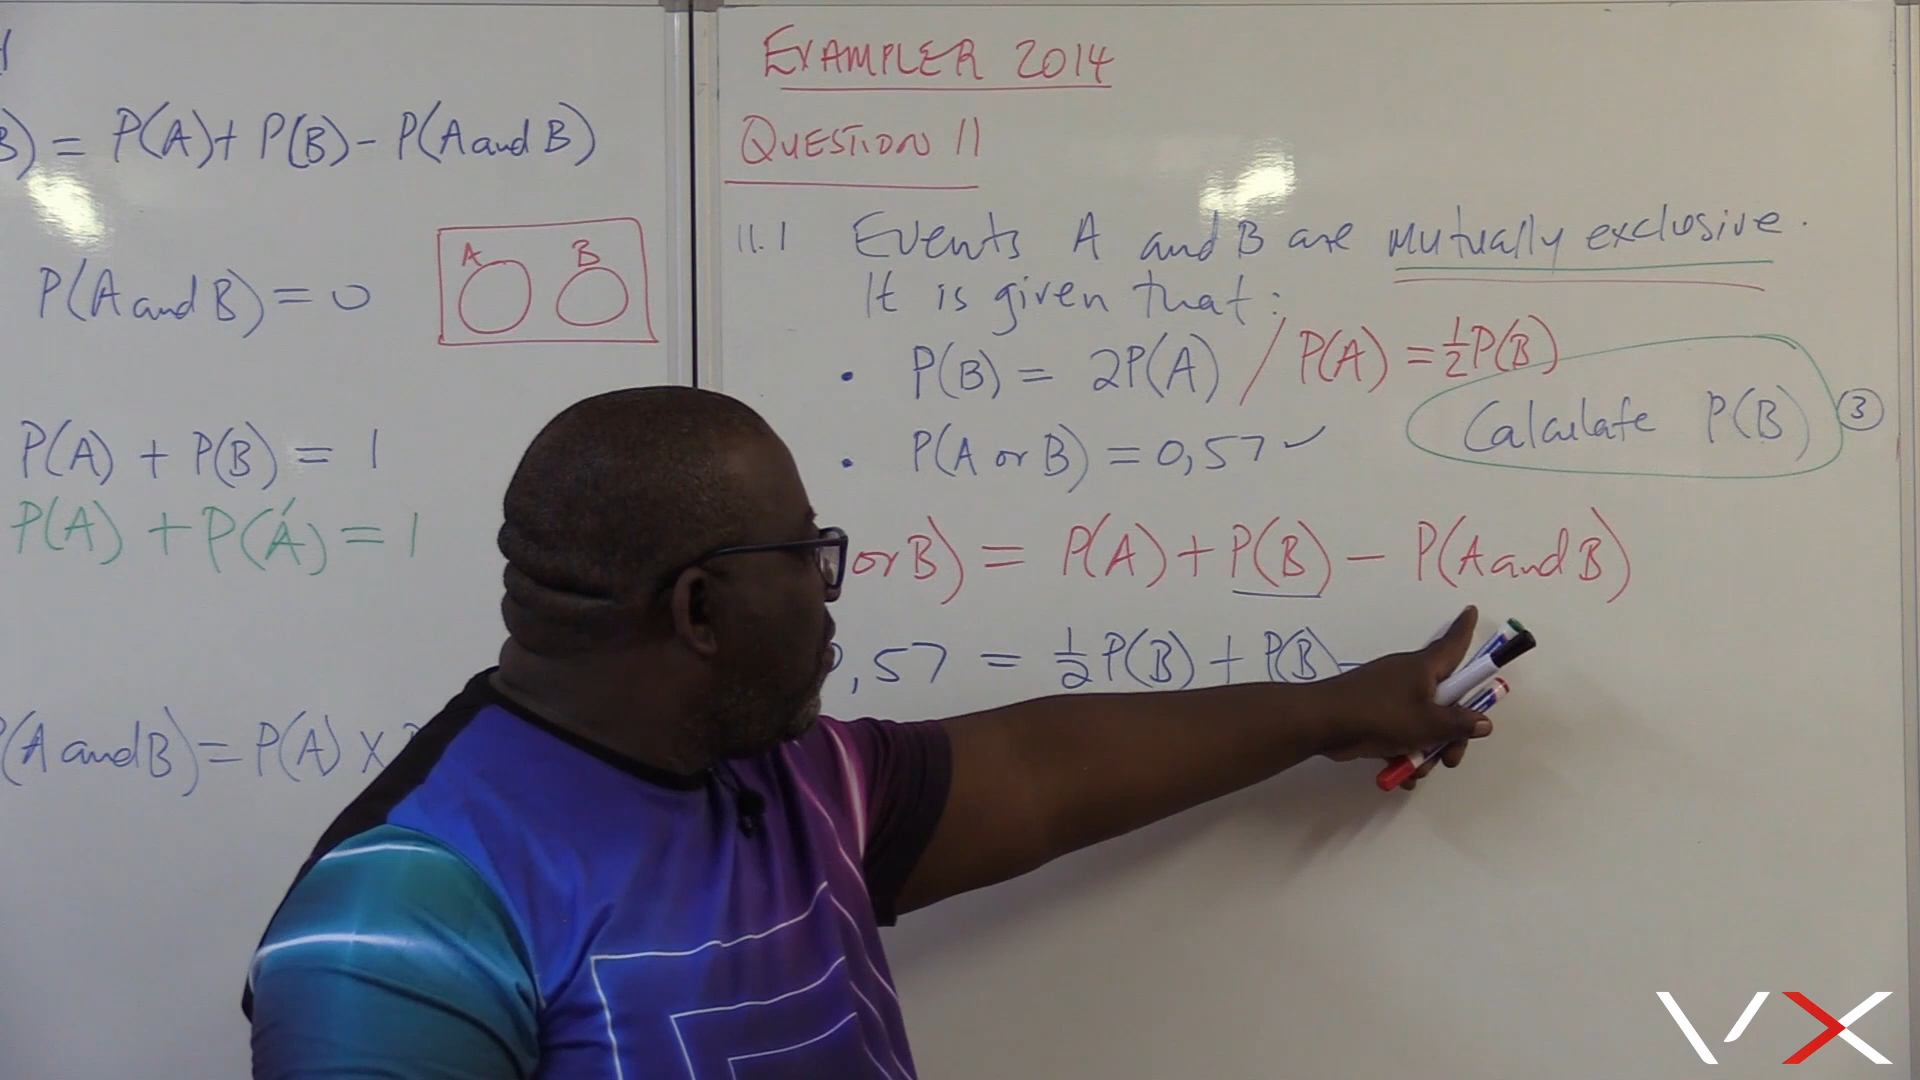 B) = P(A) + P(B) - P(A and B)
P(A and B) = 0
A B
P(A) + P(B) = 1
P(A) + P(Á) = 1
(A and B) = P(A) X
EXAMPLER 2014
QUESTION 11
11.1 Events A and B are mutually exclusive.
It is given that:
• P(B) = 2P(A) / P(A) = ½P(B)
• P(A or B) = 0,57 ✓
Calculate P(B) 3
or B) = P(A) + P(B) - P(A and B)
,57 = ½P(B) + P(B) -
VX